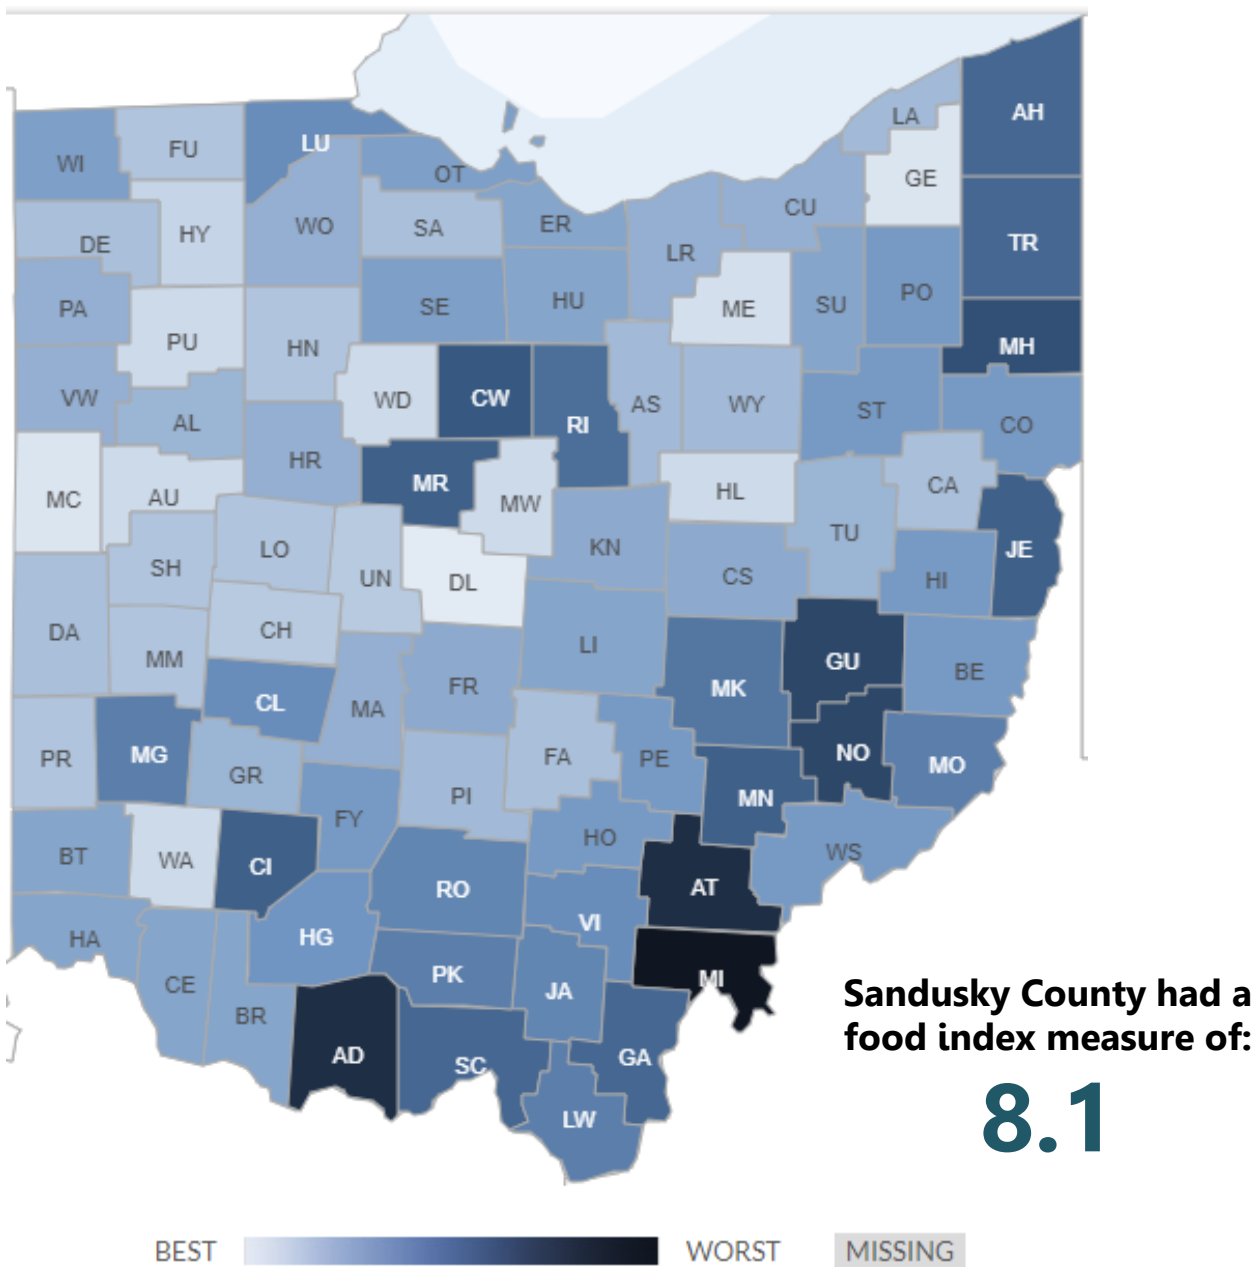 AH
LA
LU
FU
WI
OT
GE
CU
ER
WO
SA
HY
DE
TR
LR
PO
HU
SU
SE
PA
ME
PU
MH
HN
VW
WD
CW
AS
WY
ST
AL
RI
CO
HR
MR
CA
HL
MC
AU
MW
TU
KN
LO
JE
SH
UN
DL
CS
HI
DA
CH
LI
MM
GU
BE
FR
MK
CL
MA
NO
MG
PR
FA
PE
MO
GR
PI
MN
FY
HO
WS
BT
WA
CI
RO
AT
VI
HG
HA
PK
MI
CE
JA
BR
AD
SC
GA
LW
Sandusky County had a
food index measure of:
8.1
BEST WORST MISSING